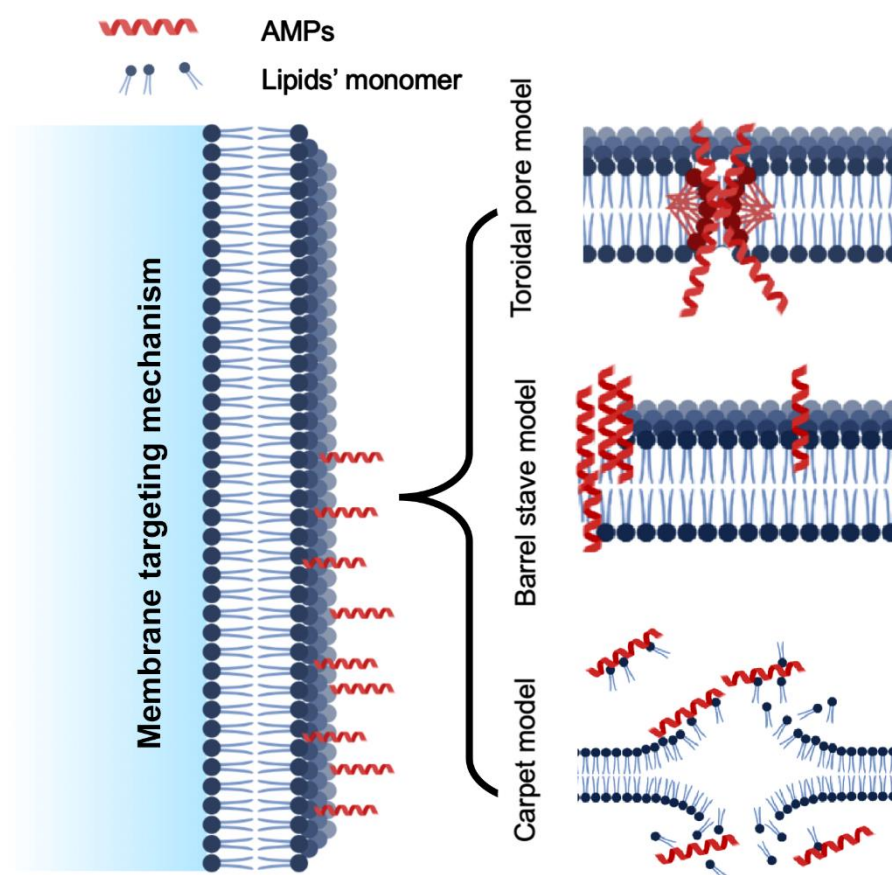 AMPs
Lipids' monomer
Membrane targeting mechanism
Toroidal pore model
Barrel stave model
Carpet model